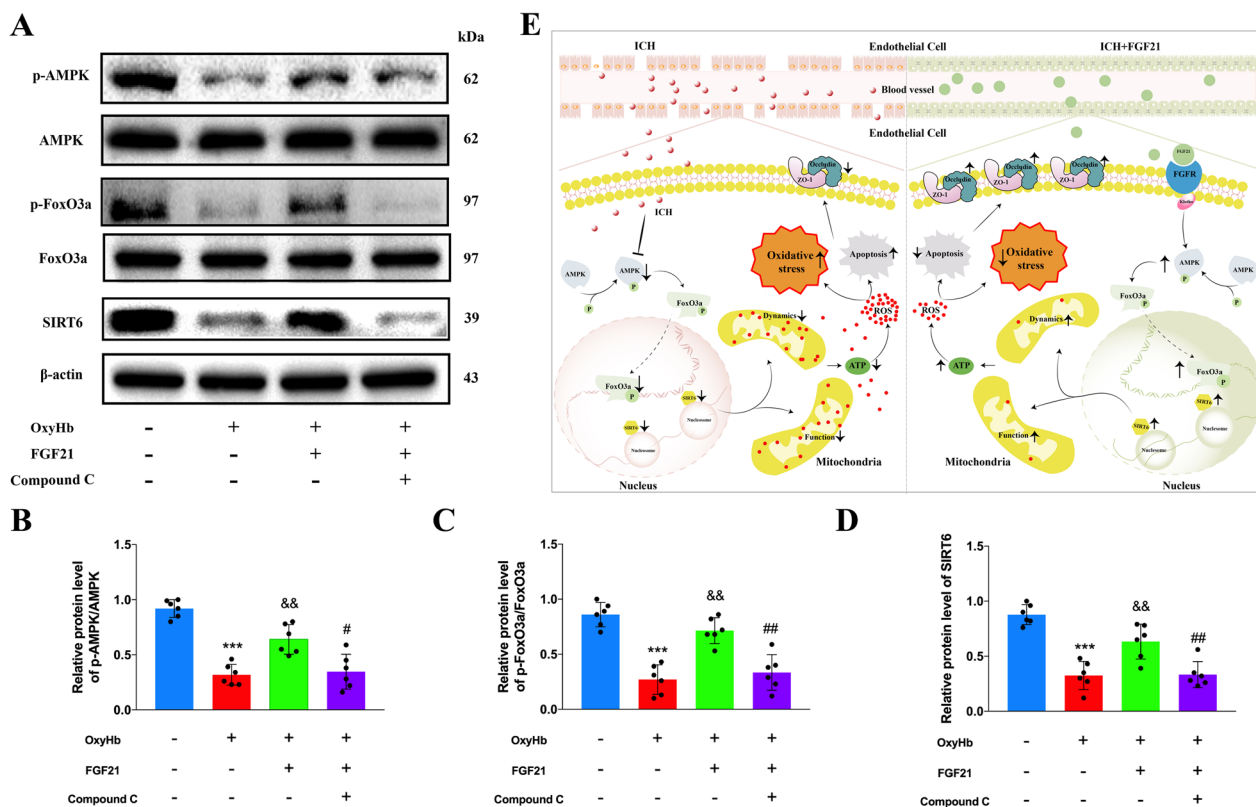 A
kDa
p-AMPK 62
AMPK 62
p-FoxO3a 97
FoxO3a 97
SIRT6 39
β-actin 43
OxyHb - + + +
FGF21 - - + +
Compound C - - - +
E
ICH Endothelial Cell ICH+FGF21
Blood vessel
Endothelial Cell
Occludin
ZO-1
Occludin
ZO-1
Occludin
ZO-1
Occludin
ZO-1
FGF21
FGFR
Klotho
ICH
AMPK
AMPK
P
P
FoxO3a
P
Oxidative
stress
Apoptosis
Apoptosis
Oxidative
stress
AMPK
P
AMPK
P
FoxO3a
P
Dynamics
ROS
ROS
Dynamics
ATP
ATP
FoxO3a
P
SIRT6
SIRT6
Nucleosome
Nucleosome
Function
Mitochondria
Nucleus
FoxO3a
P
SIRT6
SIRT6
Nucleosome
Nucleosome
Function
Mitochondria
Nucleus
B
Relative protein level
of p-AMPK/AMPK
1.5
1.0
0.5
0.0
***
&&
#
OxyHb - + + +
FGF21 - - + +
Compound C - - - +
C
Relative protein level
of p-FoxO3a/FoxO3a
1.5
1.0
0.5
0.0
***
&&
##
OxyHb - + + +
FGF21 - - + +
Compound C - - - +
D
Relative protein level of SIRT6
1.5
1.0
0.5
0.0
***
&&
##
OxyHb - + + +
FGF21 - - + +
Compound C - - - +